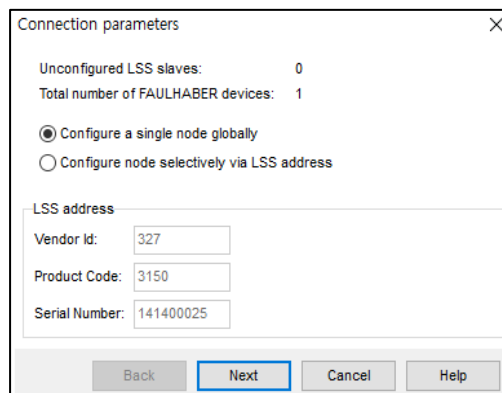 Connection parameters
Unconfigured LSS slaves: 0
Total number of FAULHABER devices: 1
Configure a single node globally
Configure node selectively via LSS address
LSS address
Vendor Id: 327
Product Code: 3150
Serial Number: 141400025
Back Next Cancel Help